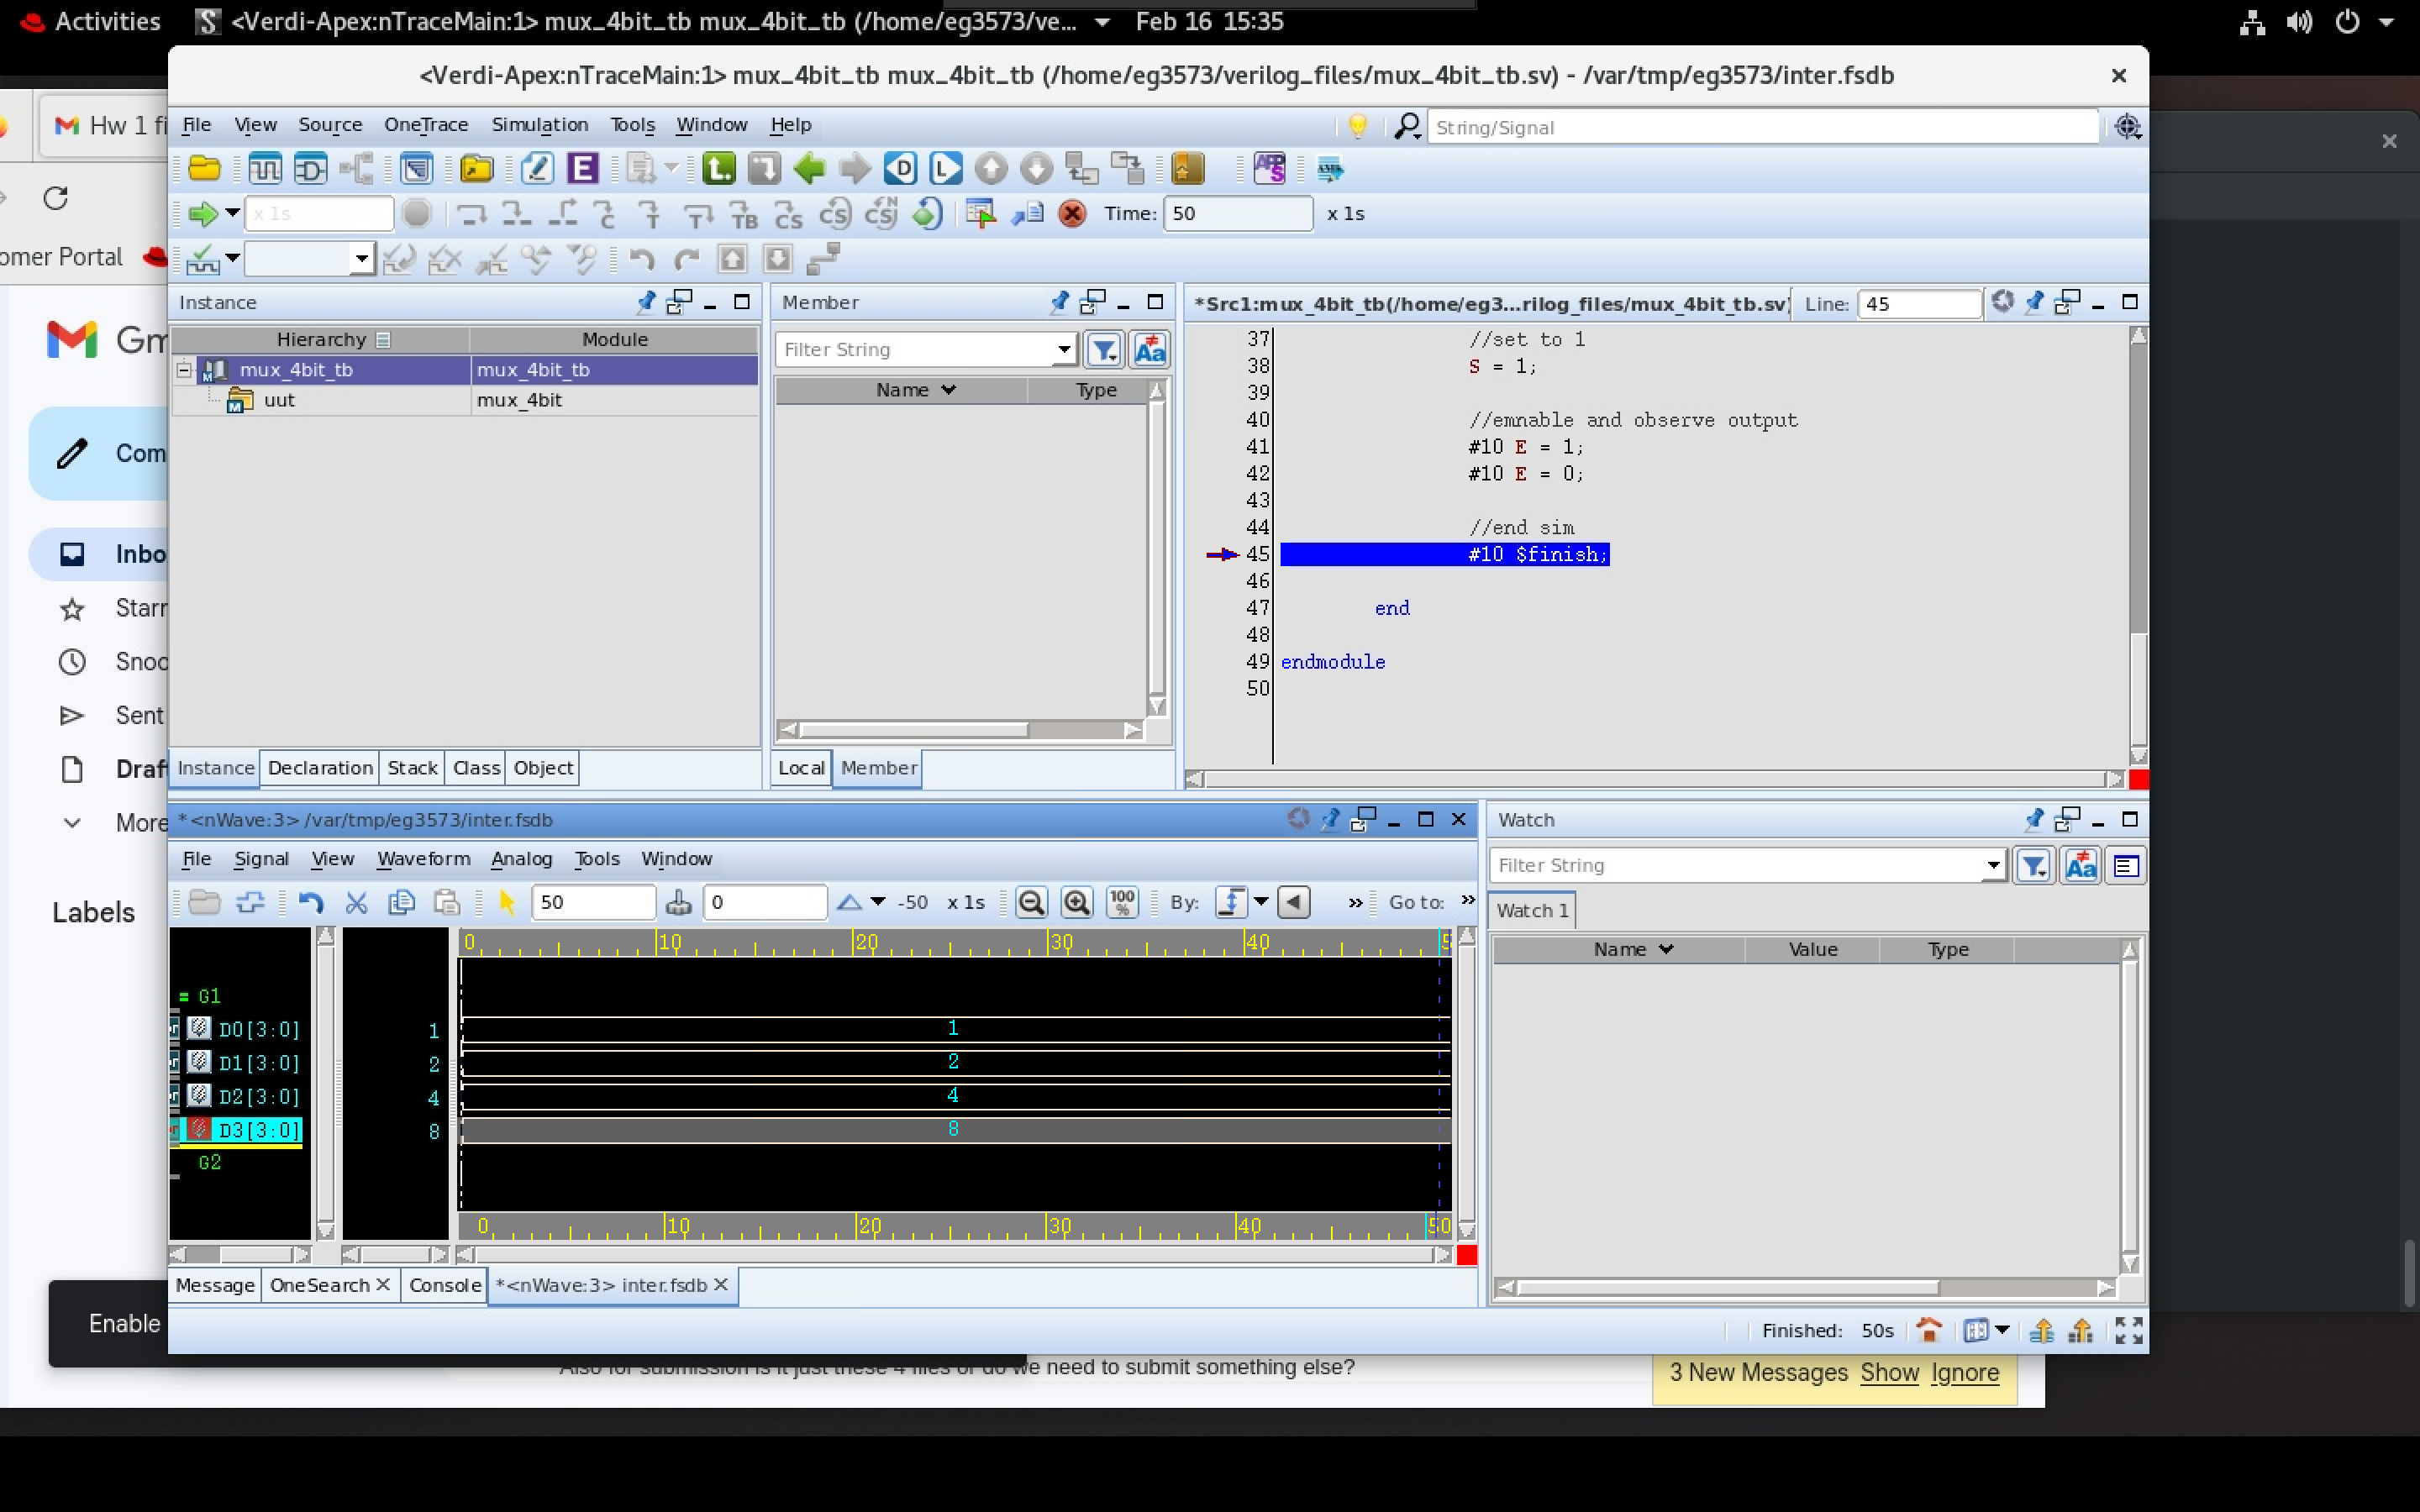 Activities
<Verdi-Apex:nTraceMain:1> mux_4bit_tb mux_4bit_tb (/home/eg3573/ve...
Feb 16 15:35
<Verdi-Apex:nTraceMain:1> mux_4bit_tb mux_4bit_tb (/home/eg3573/verilog_files/mux_4bit_tb.sv) - /var/tmp/eg3573/inter.fsdb
Hw 1 fi
File View Source OneTrace Simulation Tools Window Help
String/Signal
x 1s
Time: 50 x 1s
omer Portal
Instance
Hierarchy Module
mux_4bit_tb mux_4bit_tb
uut mux_4bit
Instance Declaration Stack Class Object
Member
Filter String
Name Type
Local Member
*Src1:mux_4bit_tb(/home/eg3...rilog_files/mux_4bit_tb.sv)
Line: 45
37 //set to 1
38 S = 1;
39
40 //emnable and observe output
41 #10 E = 1;
42 #10 E = 0;
43
44 //end sim
45 #10 $finish;
46
47 end
48
49 endmodule
50
Gm
Com
Inbo
Starr
Snoo
Sent
Draf
More
Labels
Enable
*<nWave:3> /var/tmp/eg3573/inter.fsdb
File Signal View Waveform Analog Tools Window
50 0 -50 x 1s 100 % By: » Go to: »
0 10 20 30 40 5
= G1
D0[3:0] 1 1
D1[3:0] 2 2
D2[3:0] 4 4
D3[3:0] 8 8
G2
0 10 20 30 40 50
Message OneSearch Console *<nWave:3> inter.fsdb
Watch
Filter String
Watch 1
Name Value Type
Finished: 50s
Also for submission is it just these 4 files or do we need to submit something else?
3 New Messages Show Ignore